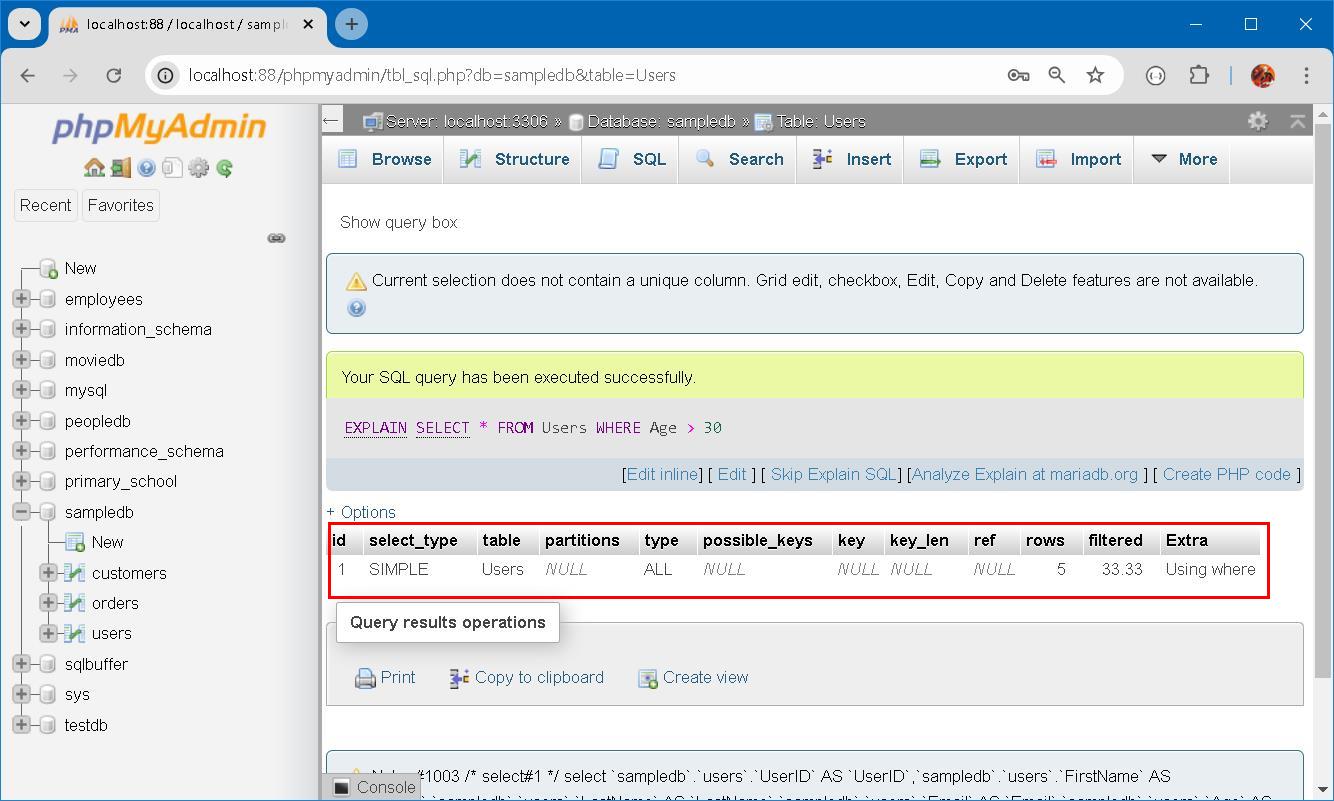 localhost:88 / localhost / sampl
localhost:88/phpmyadmin/tbl_sql.php?db=sampledb&table=Users
phpMyAdmin
Recent
Favorites
New
employees
information_schema
moviedb
mysql
peopledb
performance_schema
primary_school
sampledb
New
customers
orders
users
sqlbuffer
sys
testdb
Server: localhost:3306 » Database: sampledb » Table: Users
Browse Structure SQL Search Insert Export Import More
Show query box
Current selection does not contain a unique column. Grid edit, checkbox, Edit, Copy and Delete features are not available.
Your SQL query has been executed successfully.
EXPLAIN SELECT * FROM Users WHERE Age > 30
[Edit inline] [ Edit ] [ Skip Explain SQL] [Analyze Explain at mariadb.org ] [ Create PHP code ]
+ Options
id select_type table partitions type possible_keys key key_len ref rows filtered Extra
1 SIMPLE Users NULL ALL NULL NULL NULL NULL 5 33.33 Using where
Query results operations
Print Copy to clipboard Create view
#1003 /* select#1 */ select `sampledb`.`users`.`UserID` AS `UserID`,`sampledb`.`users`.`FirstName` AS
Console